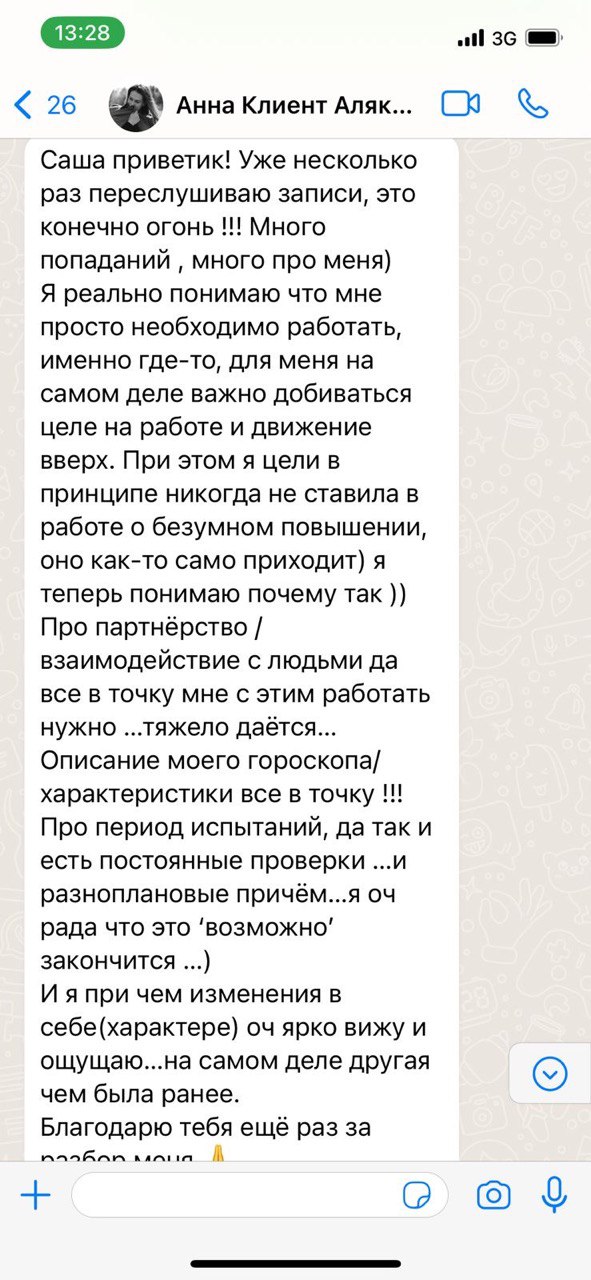 13:28
3G
26
Анна Клиент Аляк...
Саша приветик! Уже несколько
раз переслушиваю записи, это
конечно огонь !!! Много
попаданий , много про меня)
Я реально понимаю что мне
просто необходимо работать,
именно где-то, для меня на
самом деле важно добиваться
целе на работе и движение
вверх. При этом я цели в
принципе никогда не ставила в
работе о безумном повышении,
оно как-то само приходит) я
теперь понимаю почему так ))
Про партнёрство /
взаимодействие с людьми да
все в точку мне с этим работать
нужно ...тяжело даётся...
Описание моего гороскопа/
характеристики все в точку !!!
Про период испытаний, да так и
есть постоянные проверки ...и
разноплановые причём...я оч
рада что это ‘возможно’
закончится ...)
И я при чем изменения в
себе(характере) оч ярко вижу и
ощущаю...на самом деле другая
чем была ранее.
Благодарю тебя ещё раз за
разбор меня 🙏